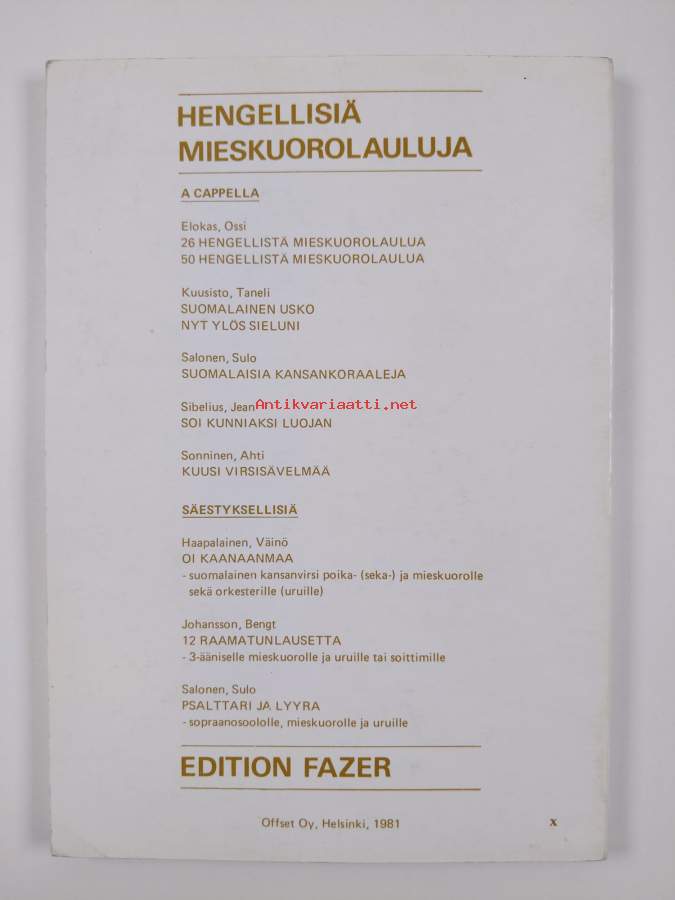 HENGELLISIÄ
MIESKUOROLAULUJA
A CAPPELLA
Elokas, Ossi
26 HENGELLISTÄ MIESKUOROLAULUA
50 HENGELLISTÄ MIESKUOROLAULUA
Kuusisto, Taneli
SUOMALAINEN USKO
NYT YLÖS SIELUNI
Salonen, Sulo
SUOMALAISIA KANSANKORAALEJA
Sibelius, Jean
Antikvariaatti.net
SOI KUNNIAKSI LUOJAN
Sonninen, Ahti
KUUSI VIRSISÄVELMÄÄ
SÄESTYKSELLISIÄ
Haapalainen, Väinö
OI KAANAANMAA
- suomalainen kansanvirsi poika- (seka-) ja mieskuorolle
sekä orkesterille (uruille)
Johansson, Bengt
12 RAAMATUNLAUSETTA
- 3-ääniselle mieskuorolle ja uruille tai soittimille
Salonen, Sulo
PSALTTARI JA LYYRA
- sopraanosoololle, mieskuorolle ja uruille
EDITION FAZER
Offset Oy, Helsinki, 1981
x